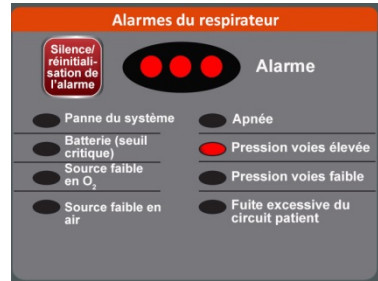 Alarmes du respirateur
Silence/
réinitiali-
sation de
l'alarme
Alarme
Panne du système
Batterie (seuil
critique)
Source faible
en O₂
Source faible en
air
Apnée
Pression voies élevée
Pression voies faible
Fuite excessive du
circuit patient